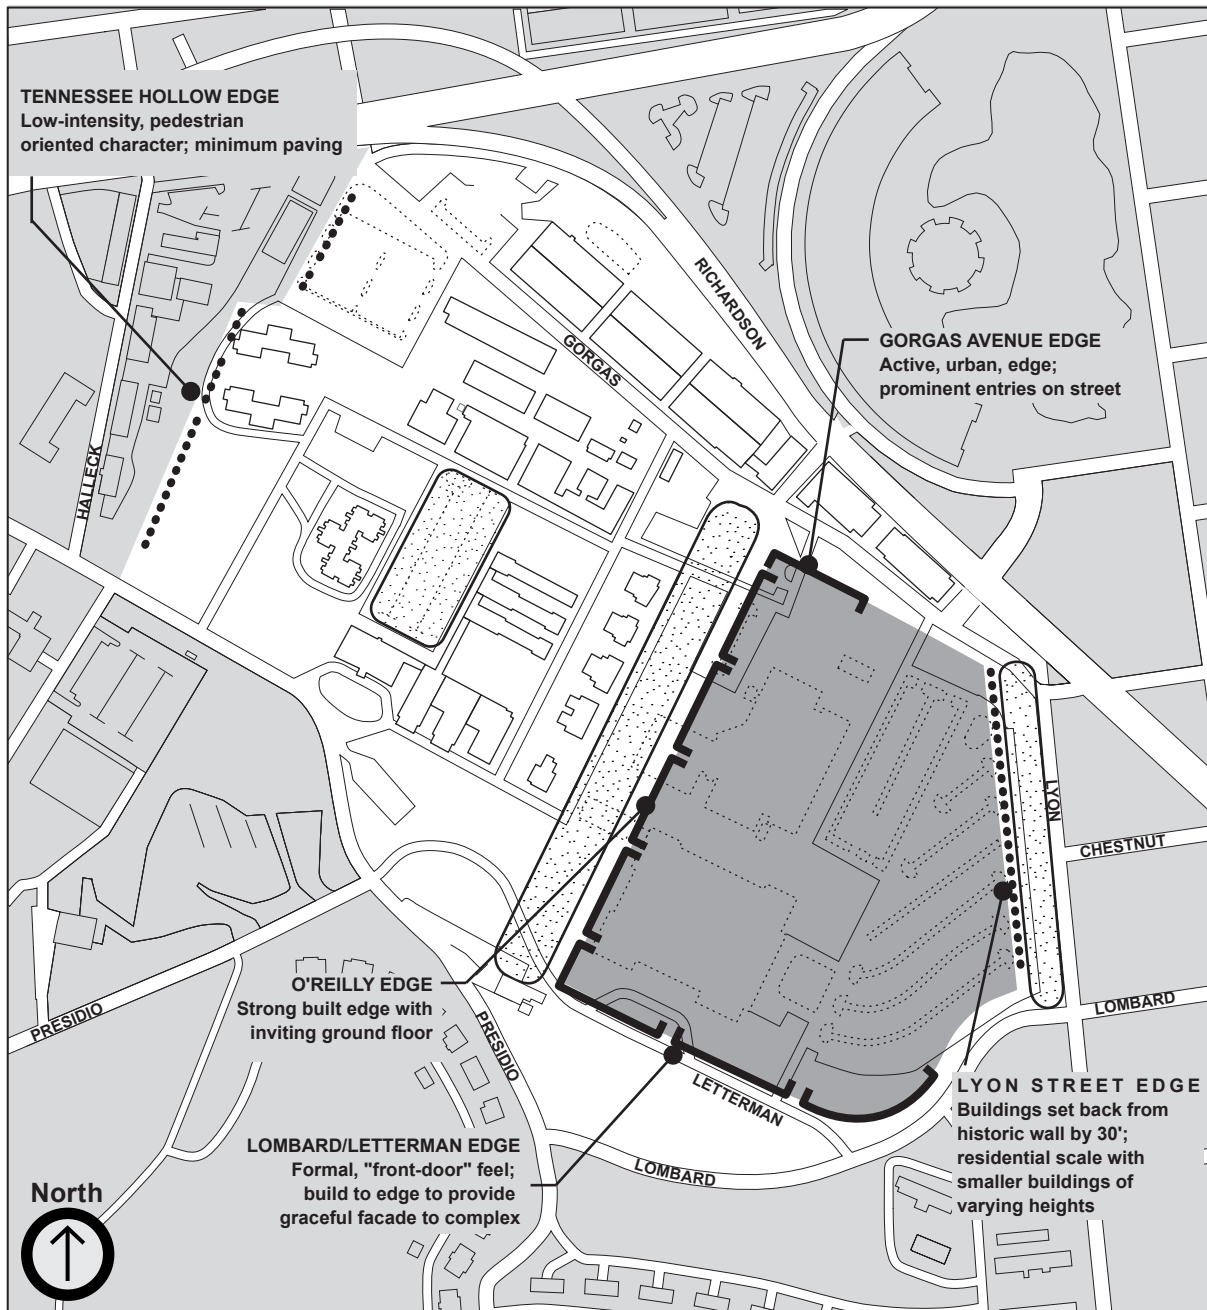 TENNESSEE HOLLOW EDGE
Low-intensity, pedestrian
oriented character; minimum paving
RICHARDSON
GORGAS
GORGAS AVENUE EDGE
Active, urban, edge;
prominent entries on street
HALLECK
LYON
CHESTNUT
O'REILLY EDGE
Strong built edge with
inviting ground floor
PRESIDIO
PRESIDIO
LOMBARD
LETTERMAN
LYON STREET EDGE
Buildings set back from
historic wall by 30';
residential scale with
smaller buildings of
varying heights
LOMBARD/LETTERMAN EDGE
Formal, "front-door" feel;
build to edge to provide
graceful facade to complex
LOMBARD
North